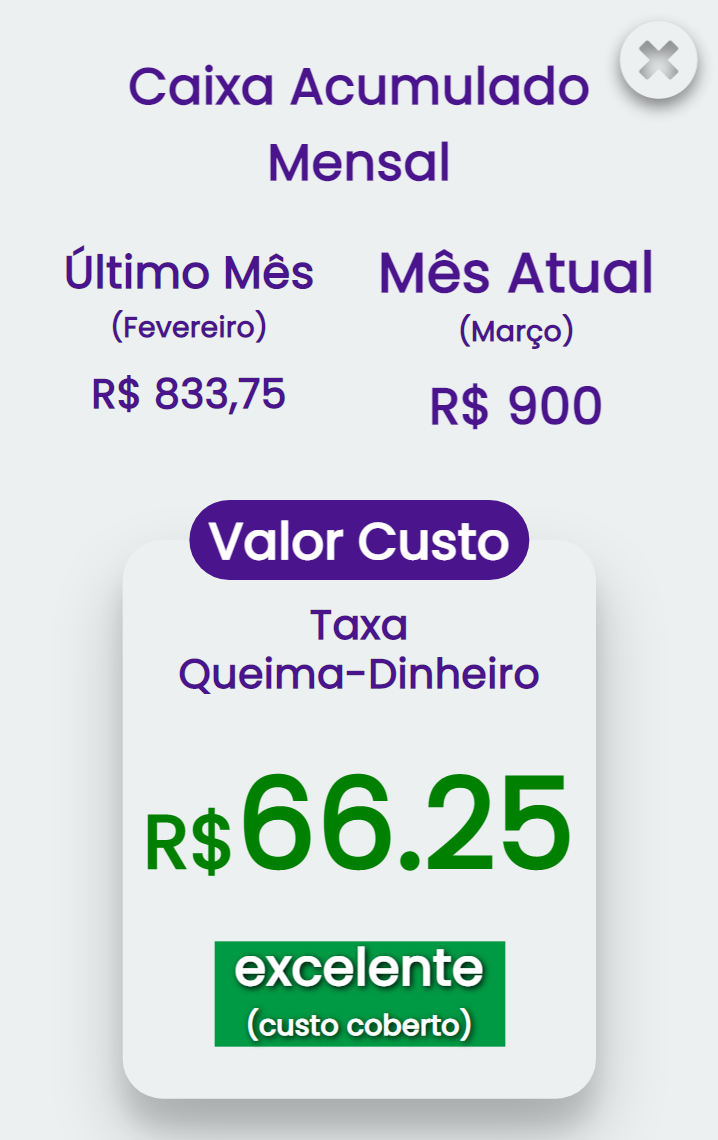 Caixa Acumulado
Mensal
Último Mês
(Fevereiro)
R$ 833,75
Mês Atual
(Março)
R$ 900
Valor Custo
Taxa
Queima-Dinheiro
R$66.25
excelente
(custo coberto)